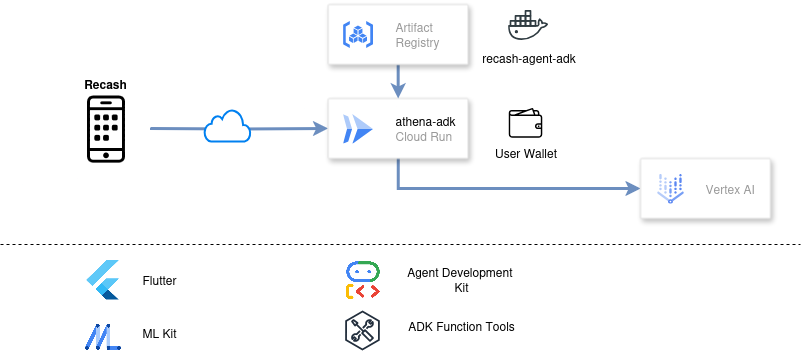 Artifact
Registry
recash-agent-adk
Recash
athena-adk
Cloud Run
User Wallet
Vertex AI
Flutter
Agent Development
Kit
ML Kit
ADK Function Tools